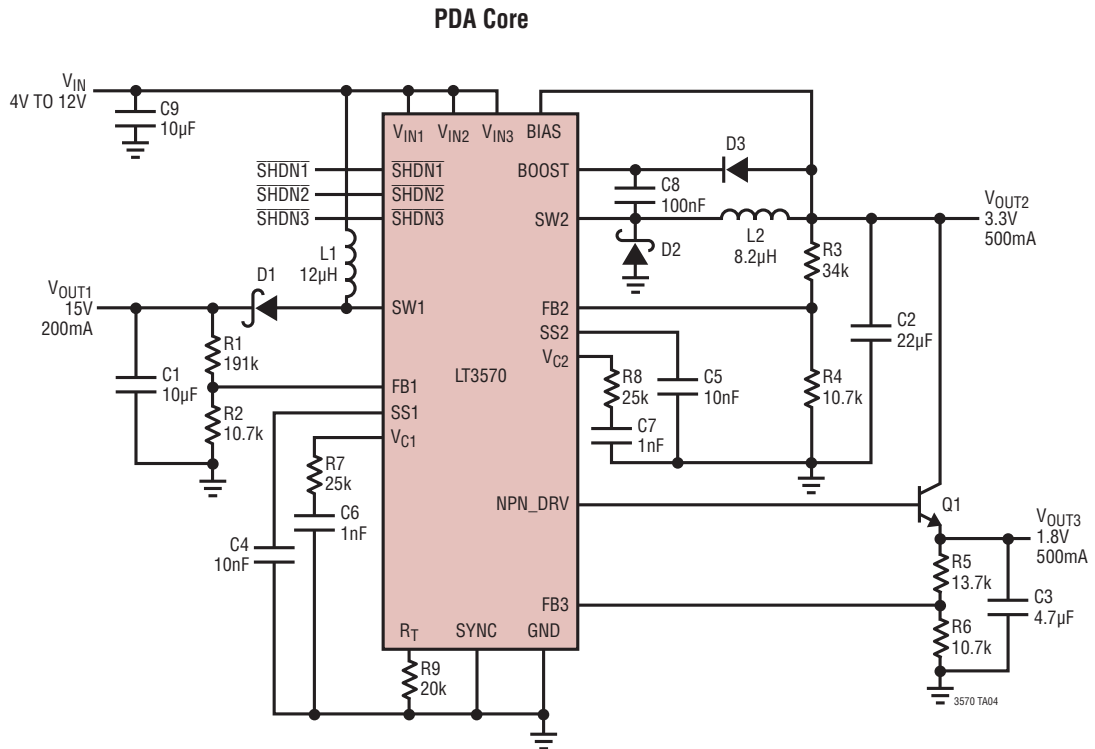 PDA Core
VIN
4V TO 12V
C9
10µF
VIN1 VIN2 VIN3 BIAS
SHDN1 SHDN1
SHDN2 SHDN2
SHDN3 SHDN3
BOOST
D3
C8
100nF
SW2
D2
L2
8.2µH
VOUT2
3.3V
500mA
L1
12µH
D1
VOUT1
15V
200mA
SW1
R3
34k
FB2
SS2
VC2
C2
22µF
R1
191k
C1
10µF
FB1
SS1
VC1
R2
10.7k
LT3570
R8
25k
C5
10nF
C7
1nF
R4
10.7k
R7
25k
C6
1nF
C4
10nF
NPN_DRV
Q1
VOUT3
1.8V
500mA
R5
13.7k
C3
4.7µF
FB3
R6
10.7k
RT SYNC GND
R9
20k
3570 TA04